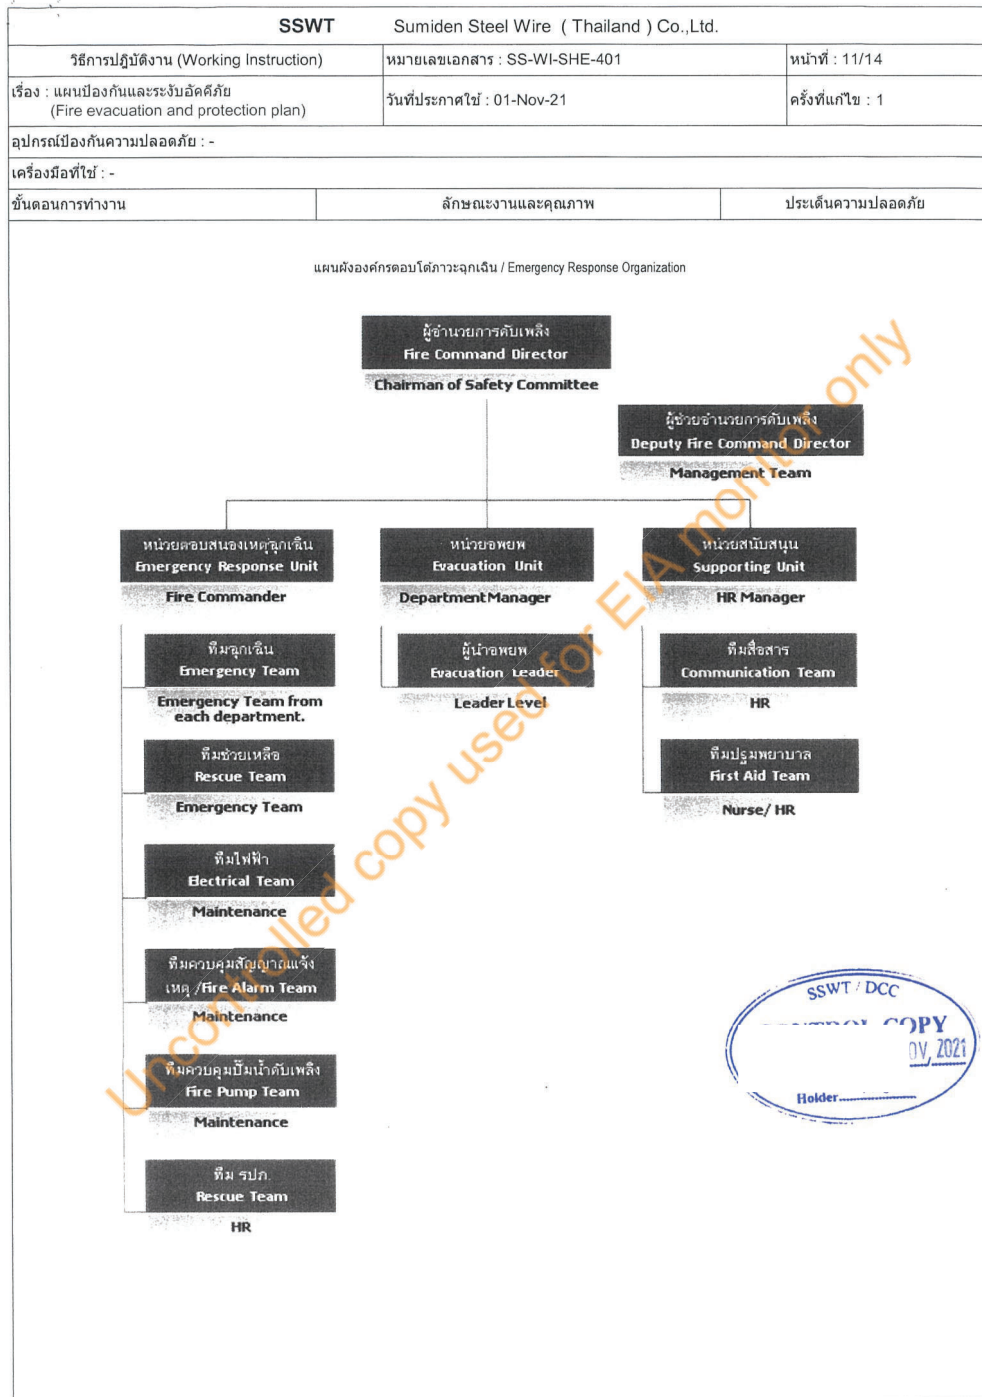 SSWT Sumiden Steel Wire ( Thailand ) Co.,Ltd.
วิธีการปฎิบัติงาน (Working Instruction) หมายเลขเอกสาร : SS-WI-SHE-401 หน้าที่ : 11/14
เรื่อง : แผนป้องกันและระงับอัคคีภัย
(Fire evacuation and protection plan) วันที่ประกาศใช้ : 01-Nov-21 ครั้งที่แก้ไข : 1
อุปกรณ์ป้องกันความปลอดภัย : -
เครื่องมือที่ใช้ : -
ขั้นตอนการทำงาน ลักษณะงานและคุณภาพ ประเด็นความปลอดภัย
แผนผังองค์กรตอบโต้ภาวะฉุกเฉิน / Emergency Response Organization
ผู้อำนวยการดับเพลิง
Fire Command Director
Chairman of Safety Committee
ผู้ช่วยอำนวยการดับเพลิง
Deputy Fire Command Director
Management Team
หน่วยตอบสนองเหตุฉุกเฉิน
Emergency Response Unit
Fire Commander
ทีมฉุกเฉิน
Emergency Team
Emergency Team from
each department.
ทีมช่วยเหลือ
Rescue Team
Emergency Team
ทีมไฟฟ้า
Electrical Team
Maintenance
ทีมควบคุมสัญญาณแจ้ง
เหตุ /Fire Alarm Team
Maintenance
ทีมควบคุมปั๊มน้ำดับเพลิง
Fire Pump Team
Maintenance
ทีม รปภ.
Rescue Team
HR
หน่วยอพยพ
Evacuation Unit
Department Manager
ผู้นำอพยพ
Evacuation Leader
Leader Level
หน่วยสนับสนุน
Supporting Unit
HR Manager
ทีมสื่อสาร
Communication Team
HR
ทีมปฐมพยาบาล
First Aid Team
Nurse/ HR
Uncontrolled copy used for EIA monitor only
SSWT / DCC
COPY
2021
Holder